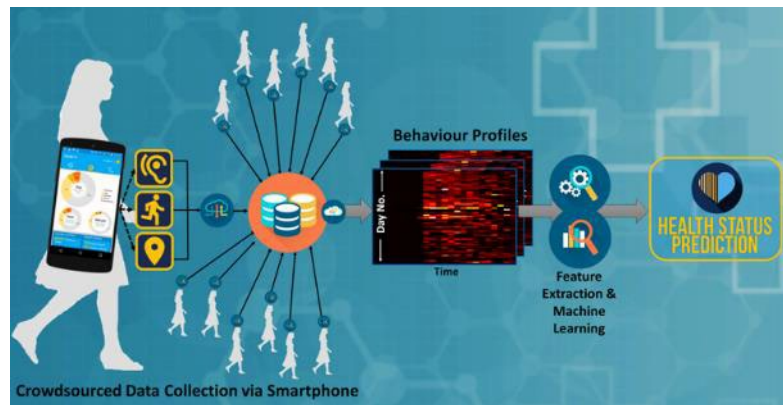 Behaviour Profiles
Day No.
Time
Feature
Extraction &
Machine
Learning
HEALTH STATUS
PREDICTION
Crowdsourced Data Collection via Smartphone